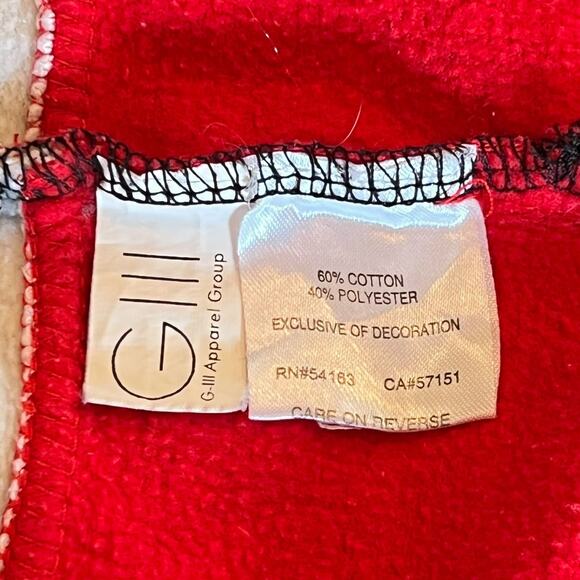 GIII
G-III Apparel Group
60% COTTON
40% POLYESTER
EXCLUSIVE OF DECORATION
RN#54163 CA#57151
CARE ON REVERSE